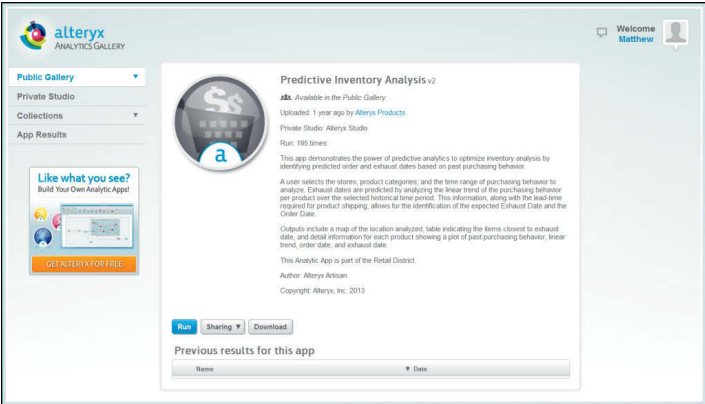 alteryx
ANALYTICS GALLERY
Welcome
Matthew
Public Gallery
Private Studio
Collections
App Results
Like what you see?
Build Your Own Analytic Apps!
GET ALTERYX FOR FREE
$$
a
Predictive Inventory Analysis v2
Available in the Public Gallery
Uploaded: 1 year ago by Alteryx Products
Private Studio: Alteryx Studio
Run: 195 times
This app demonstrates the power of predictive analytics to optimize inventory analysis by
identifying predicted order and exhaust dates based on past purchasing behavior.
A user selects the stores, product categories, and the time range of purchasing behavior to
analyze. Exhaust dates are predicted by analyzing the linear trend of the purchasing behavior
per product over the selected historical time period. This information, along with the lead-time
required for product shipping, allows for the identification of the expected Exhaust Date and the
Order Date.
Outputs include a map of the location analyzed, table indicating the items closest to exhaust
date, and detail information for each product showing a plot of past purchasing behavior, linear
trend, order date, and exhaust date.
This Analytic App is part of the Retail District.
Author: Alteryx Artisan
Copyright: Alteryx, Inc. 2013
Run
Sharing ▼
Download
Previous results for this app
Name
▼ Date